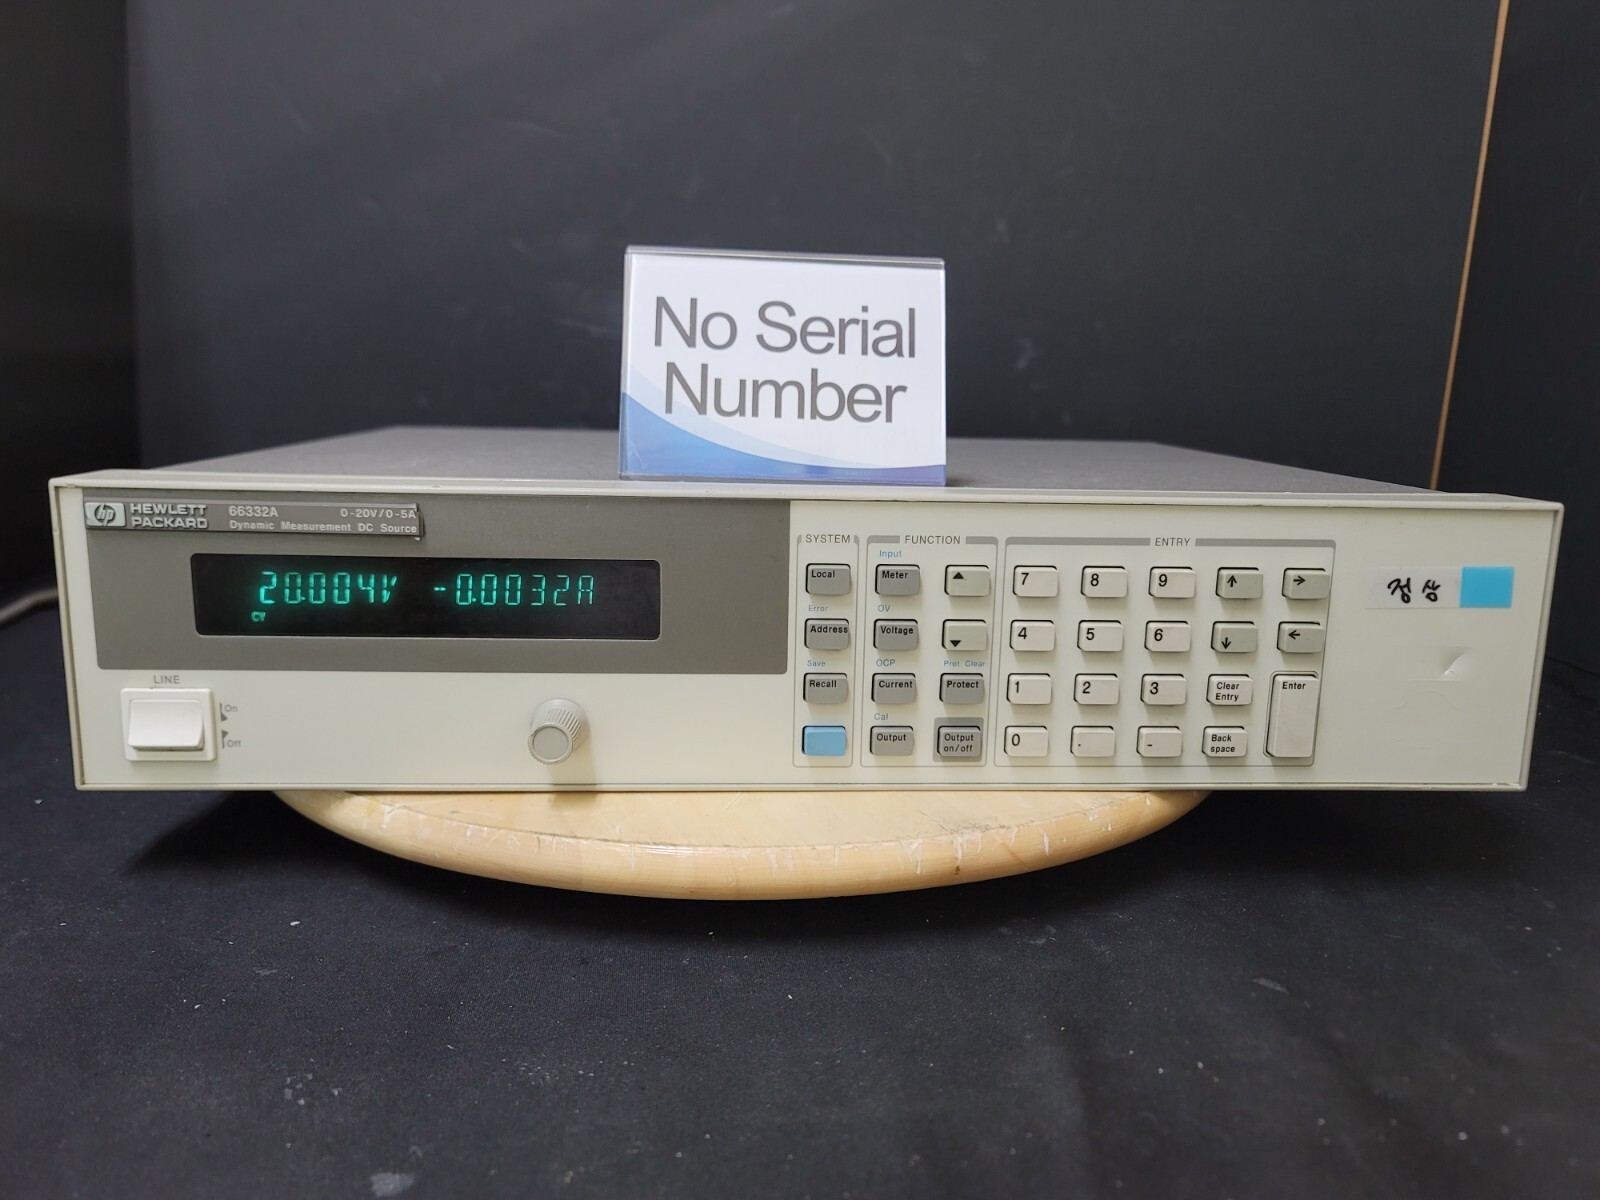 No Serial
Number
hp HEWLETT PACKARD 66332A 0-20V/0-5A
Dynamic Measurement DC Source
20.004V -0.0032A
CV
LINE
On
Off
SYSTEM
Local
Error
Address
Save
Recall
FUNCTION
Input
Meter
OV
Voltage
OCP
Prot Clear
Current
Protect
Cal
Output
Output on/off
ENTRY
7 8 9 ↑ →
4 5 6 ↓ ←
1 2 3 Clear Entry Enter
0 . - Back space
정상